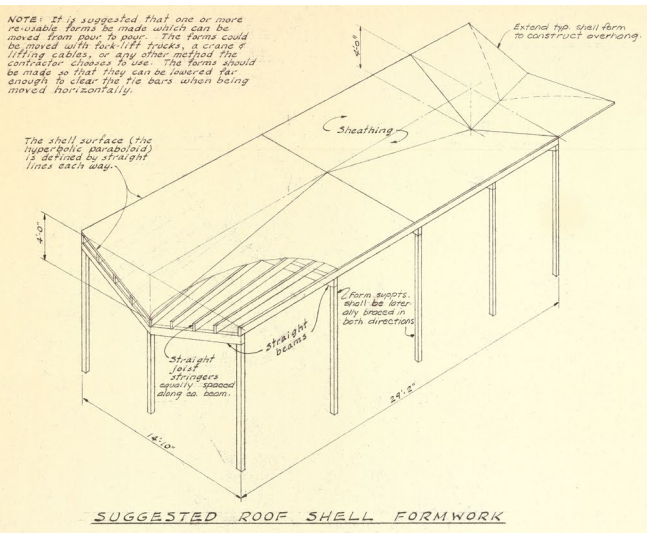 NOTE: It is suggested that one or more
re-usable forms be made which can be
moved from pour to pour. The forms could
be moved with fork-lift trucks, a crane &
lifting cables, or any other method the
contractor chooses to use. The forms should
be made so that they can be lowered far
enough to clear the tie bars when being
moved horizontally.
Extend typ. shell form
to construct overhang.
4'-0"
Sheathing
The shell surface (the
hyperbolic paraboloid)
is defined by straight
lines each way.
4'-0"
Form suppts.
shall be later-
ally braced in
both directions
Straight
beams
Straight
joist
stringers
equally spaced
along ea. beam.
29'-2"
14'-10"
SUGGESTED ROOF SHELL FORMWORK